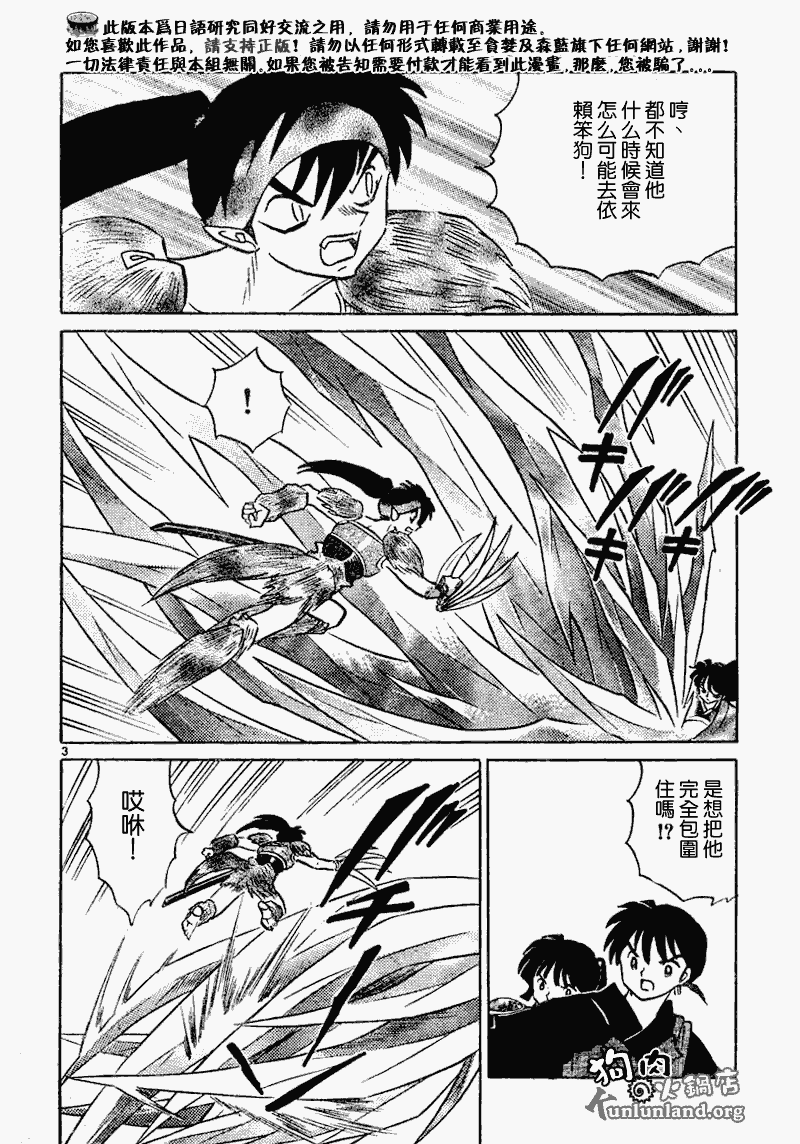 此版本爲日語研究同好交流之用，請勿用于任何商業用途。
如您喜歡此作品，請支持正版！請勿以任何形式轉載至貪婪及森藍旗下任何網站，謝謝！
一切法律責任與本組無關。如果您被告知需要付款才能看到此漫畫，那麼，您被騙了。。。
哼、
都不知道他
什么時候會來
怎么可能去依
賴笨狗！
！
バキ
バキ
バキ
3
是想把他
完全包圍
住嗎！？
哎咻！
バキ
狗肉
火鍋店
Kunlunland.org